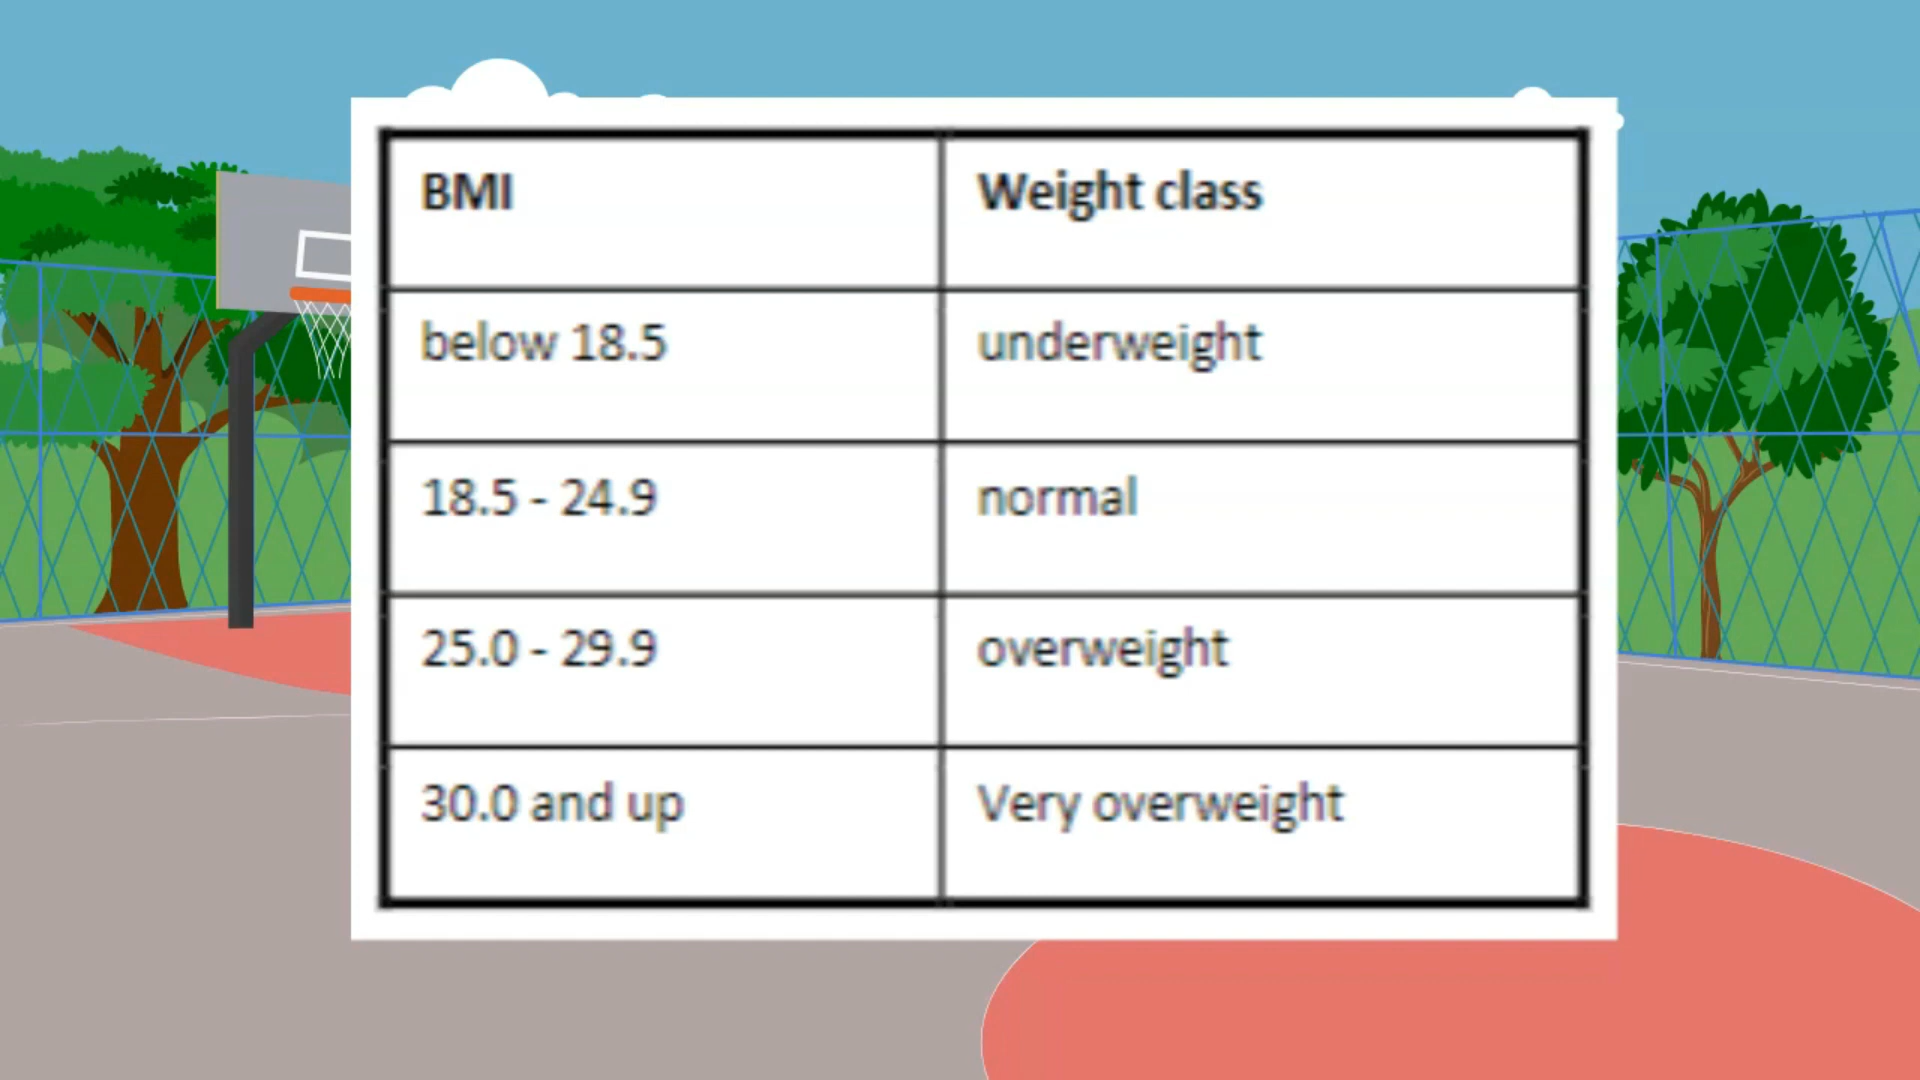 BMI Weight class
below 18.5 underweight
18.5 - 24.9 normal
25.0 - 29.9 overweight
30.0 and up Very overweight